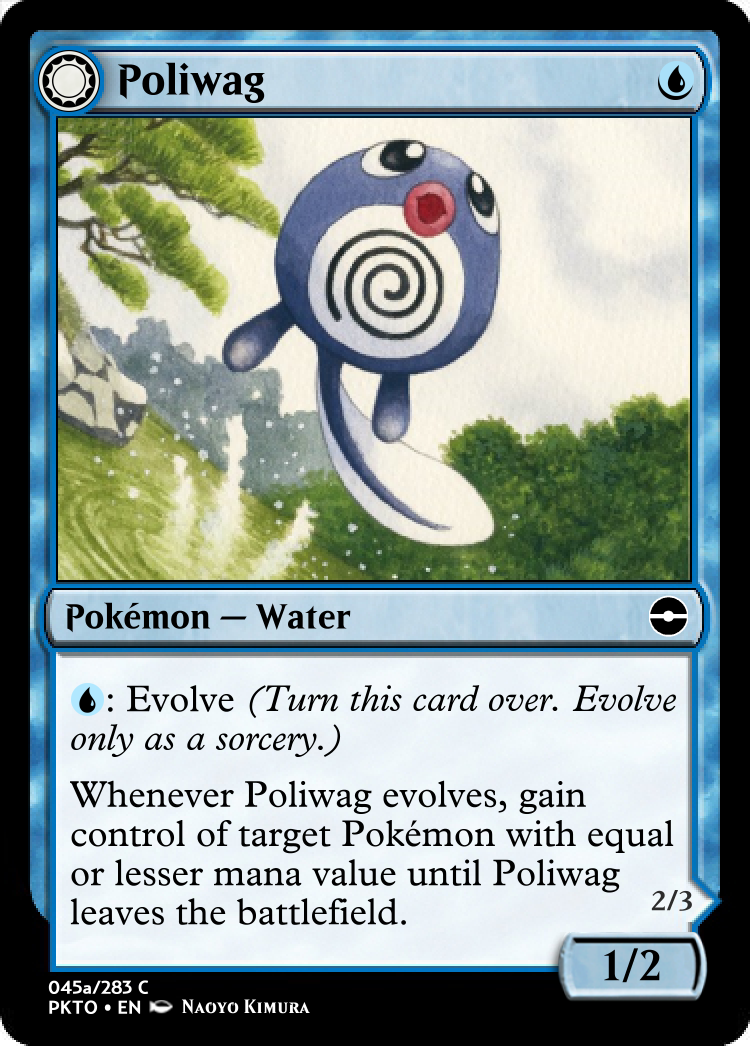 Poliwag
Pokémon — Water
: Evolve (Turn this card over. Evolve
only as a sorcery.)
Whenever Poliwag evolves, gain
control of target Pokémon with equal
or lesser mana value until Poliwag
leaves the battlefield.
2/3
1/2
045a/283 C
PKTO • EN Naoyo Kimura